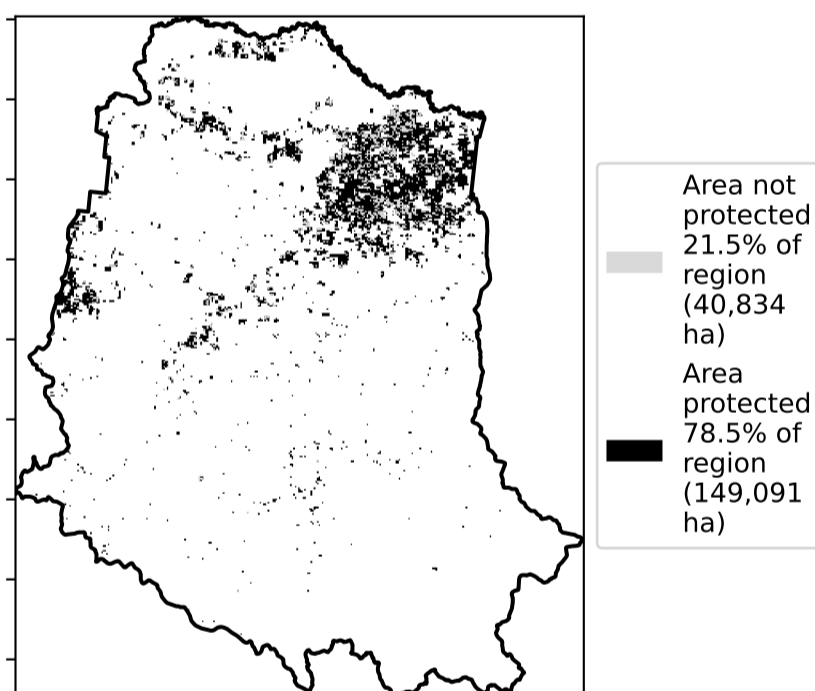 Area not
protected
21.5% of
region
(40,834
ha)
Area
protected
78.5% of
region
(149,091
ha)